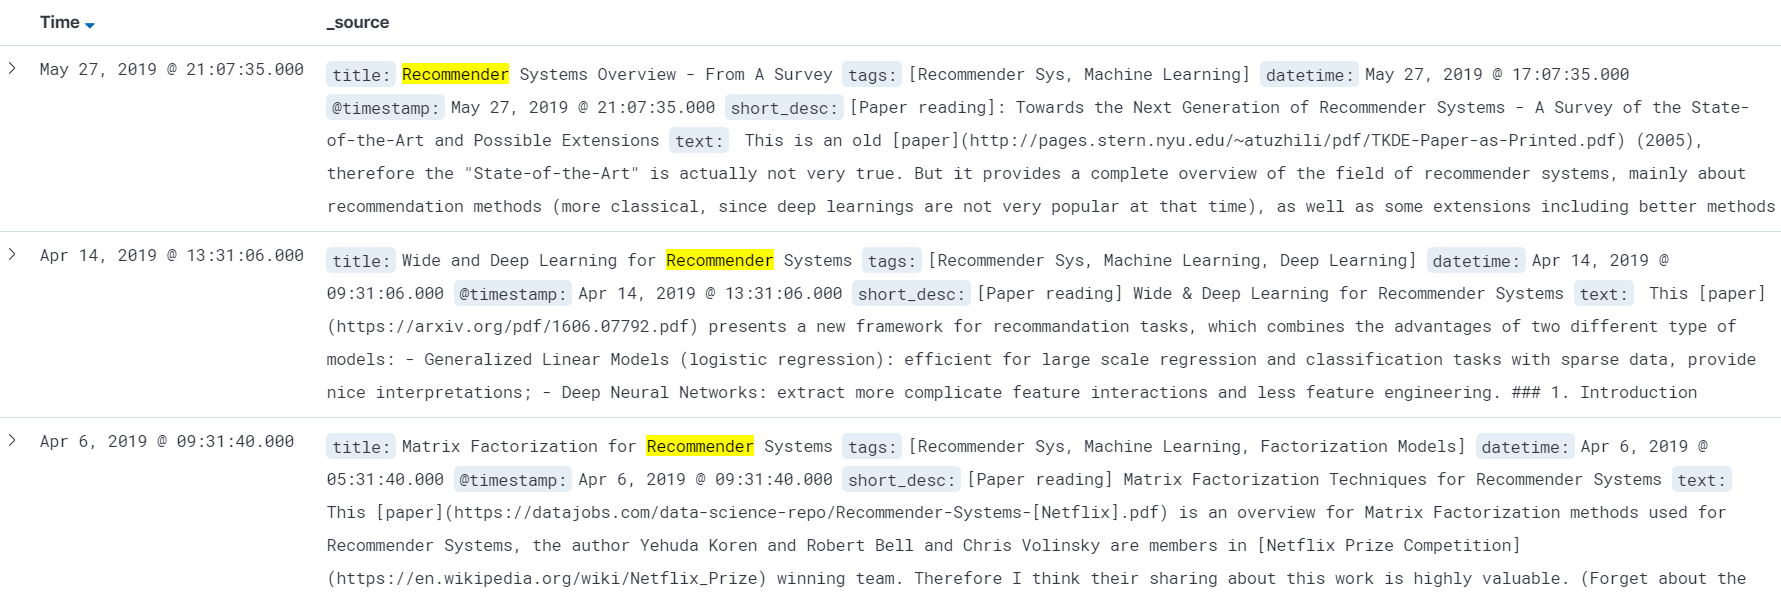 Time _source
May 27, 2019 @ 21:07:35.000 title: Recommender Systems Overview - From A Survey tags: [Recommender Sys, Machine Learning] datetime: May 27, 2019 @ 17:07:35.000
@timestamp: May 27, 2019 @ 21:07:35.000 short_desc: [Paper reading]: Towards the Next Generation of Recommender Systems - A Survey of the State-
of-the-Art and Possible Extensions text: This is an old [paper](http://pages.stern.nyu.edu/~atuzhili/pdf/TKDE-Paper-as-Printed.pdf) (2005),
therefore the "State-of-the-Art" is actually not very true. But it provides a complete overview of the field of recommender systems, mainly about
recommendation methods (more classical, since deep learnings are not very popular at that time), as well as some extensions including better methods
Apr 14, 2019 @ 13:31:06.000 title: Wide and Deep Learning for Recommender Systems tags: [Recommender Sys, Machine Learning, Deep Learning] datetime: Apr 14, 2019 @
09:31:06.000 @timestamp: Apr 14, 2019 @ 13:31:06.000 short_desc: [Paper reading] Wide & Deep Learning for Recommender Systems text: This [paper]
(https://arxiv.org/pdf/1606.07792.pdf) presents a new framework for recommandation tasks, which combines the advantages of two different type of
models: - Generalized Linear Models (logistic regression): efficient for large scale regression and classification tasks with sparse data, provide
nice interpretations; - Deep Neural Networks: extract more complicate feature interactions and less feature engineering. ### 1. Introduction
Apr 6, 2019 @ 09:31:40.000 title: Matrix Factorization for Recommender Systems tags: [Recommender Sys, Machine Learning, Factorization Models] datetime: Apr 6, 2019 @
05:31:40.000 @timestamp: Apr 6, 2019 @ 09:31:40.000 short_desc: [Paper reading] Matrix Factorization Techniques for Recommender Systems text:
This [paper](https://datajobs.com/data-science-repo/Recommender-Systems-[Netflix].pdf) is an overview for Matrix Factorization methods used for
Recommender Systems, the author Yehuda Koren and Robert Bell and Chris Volinsky are members in [Netflix Prize Competition]
(https://en.wikipedia.org/wiki/Netflix_Prize) winning team. Therefore I think their sharing about this work is highly valuable. (Forget about the